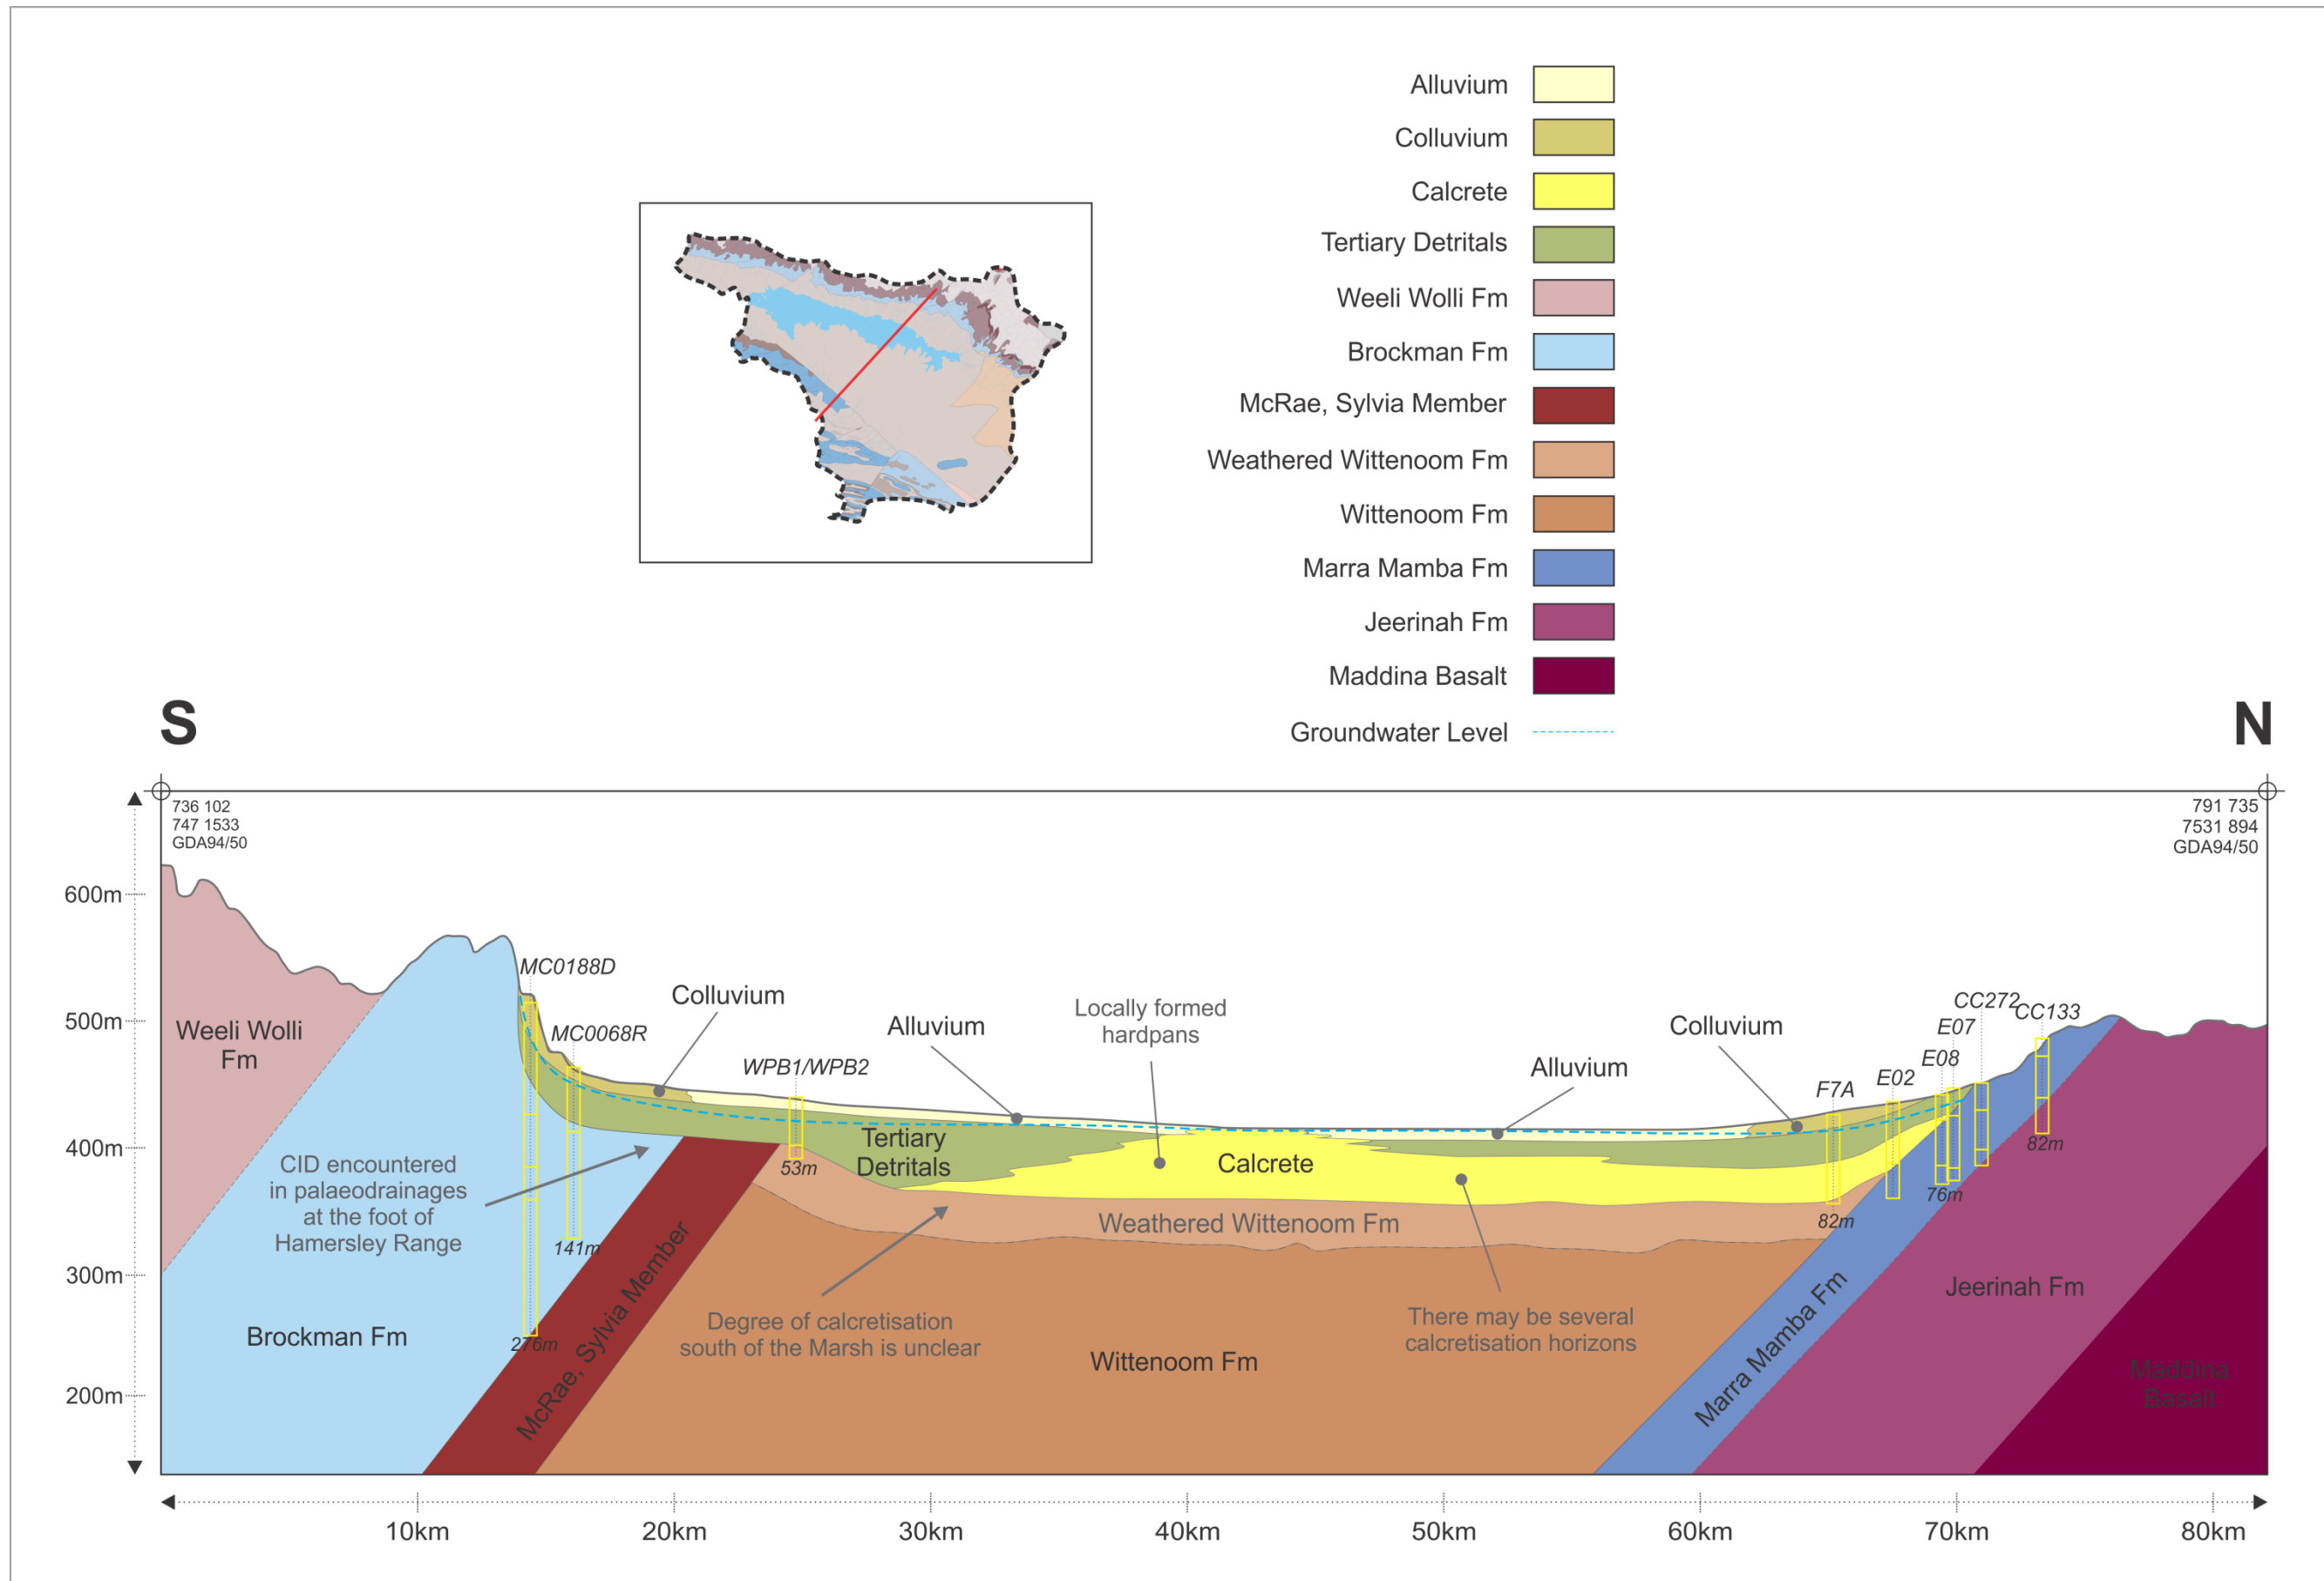 Alluvium
Colluvium
Calcrete
Tertiary Detritals
Weeli Wolli Fm
Brockman Fm
McRae, Sylvia Member
Weathered Wittenoom Fm
Wittenoom Fm
Marra Mamba Fm
Jeerinah Fm
Maddina Basalt
Groundwater Level
S
N
736 102
747 1533
GDA94/50
791 735
7531 894
GDA94/50
600m
500m
400m
300m
200m
MC0188D
MC0068R
Colluvium
WPB1/WPB2
Alluvium
Locally formed
hardpans
Alluvium
Colluvium
F7A
E02
E08
E07
CC272
CC133
Weeli Wolli
Fm
Tertiary
Detritals
Calcrete
53m
82m
76m
82m
CID encountered
in palaeodrainages
at the foot of
Hamersley Range
141m
276m
Weathered Wittenoom Fm
Brockman Fm
McRae, Sylvia Member
Degree of calcretisation
south of the Marsh is unclear
Wittenoom Fm
There may be several
calcretisation horizons
Marra Mamba Fm
Jeerinah Fm
Maddina
Basalt
10km
20km
30km
40km
50km
60km
70km
80km